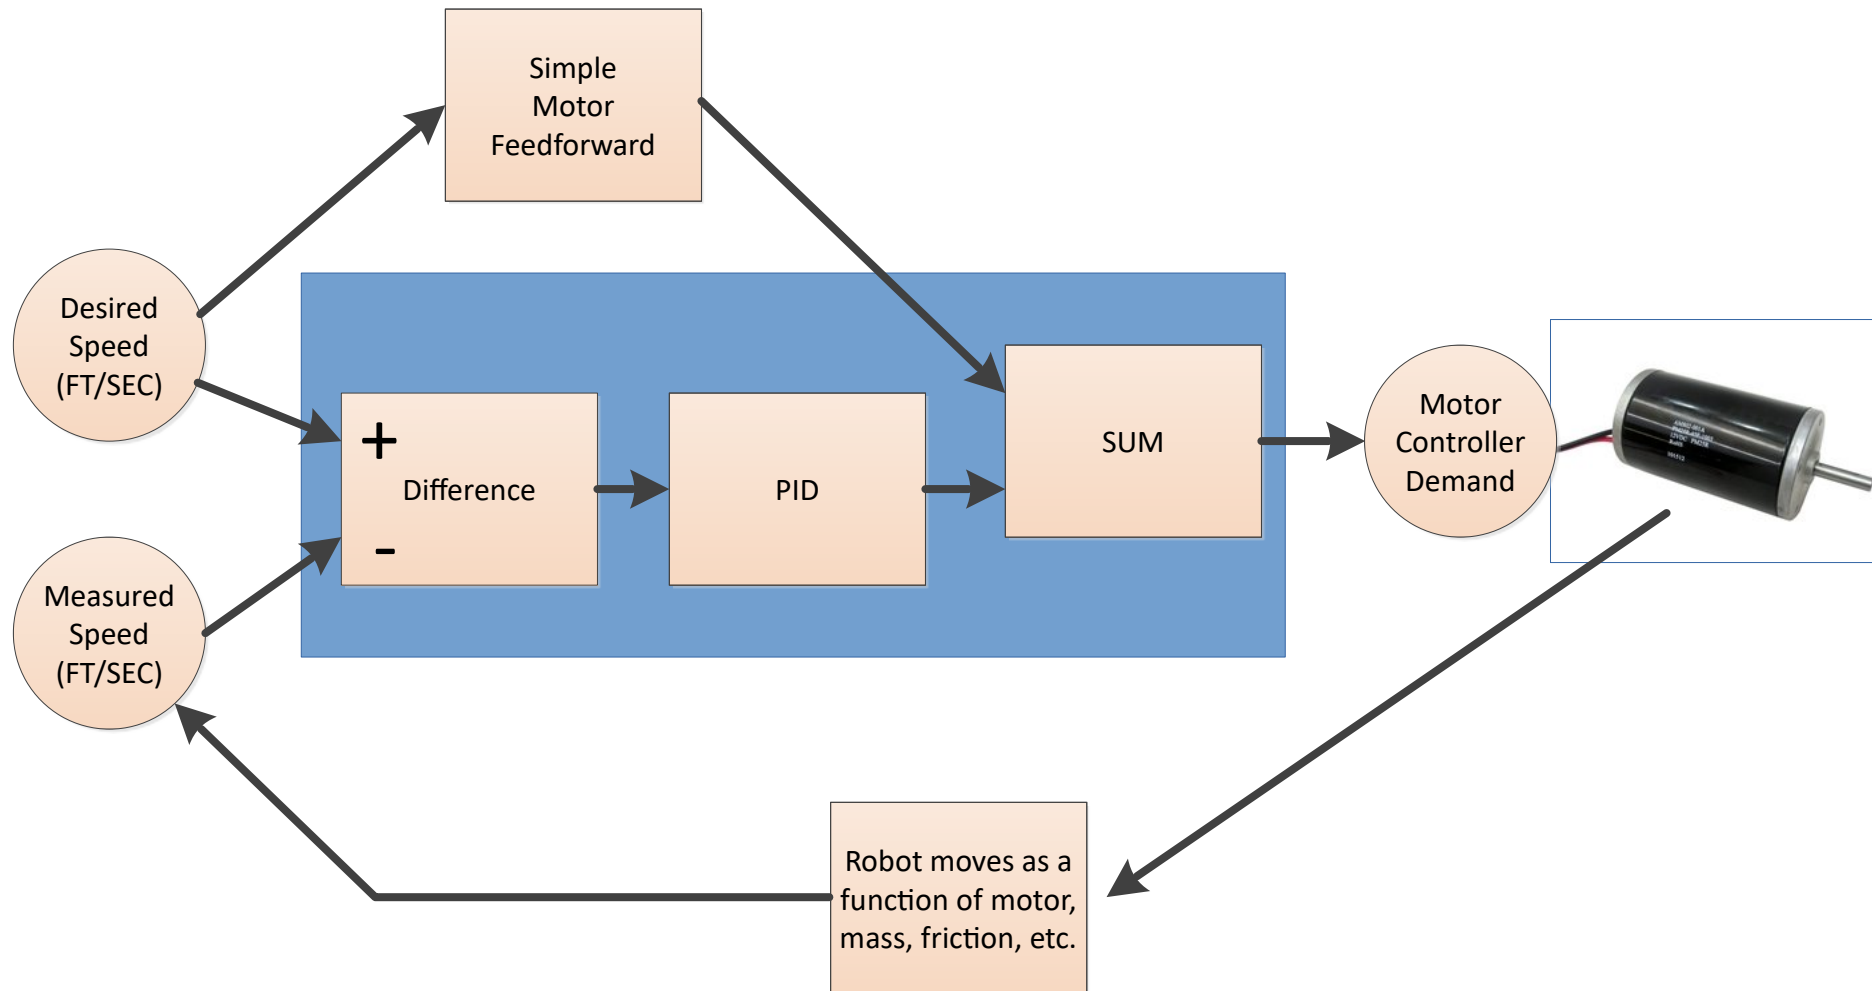 Simple
Motor
Feedforward
Desired
Speed
(FT/SEC)
+
Difference
-
PID
SUM
Motor
Controller
Demand
Measured
Speed
(FT/SEC)
Robot moves as a
function of motor,
mass, friction, etc.